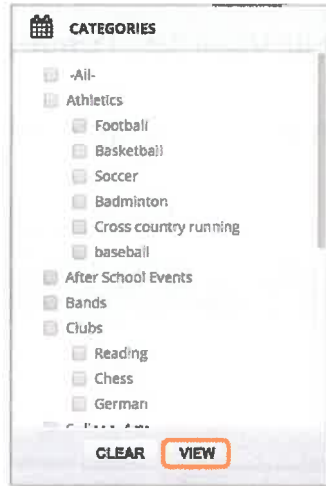 CATEGORIES
-All-
Athletics
Football
Basketball
Soccer
Badminton
Cross country running
baseball
After School Events
Bands
Clubs
Reading
Chess
German
CLEAR VIEW